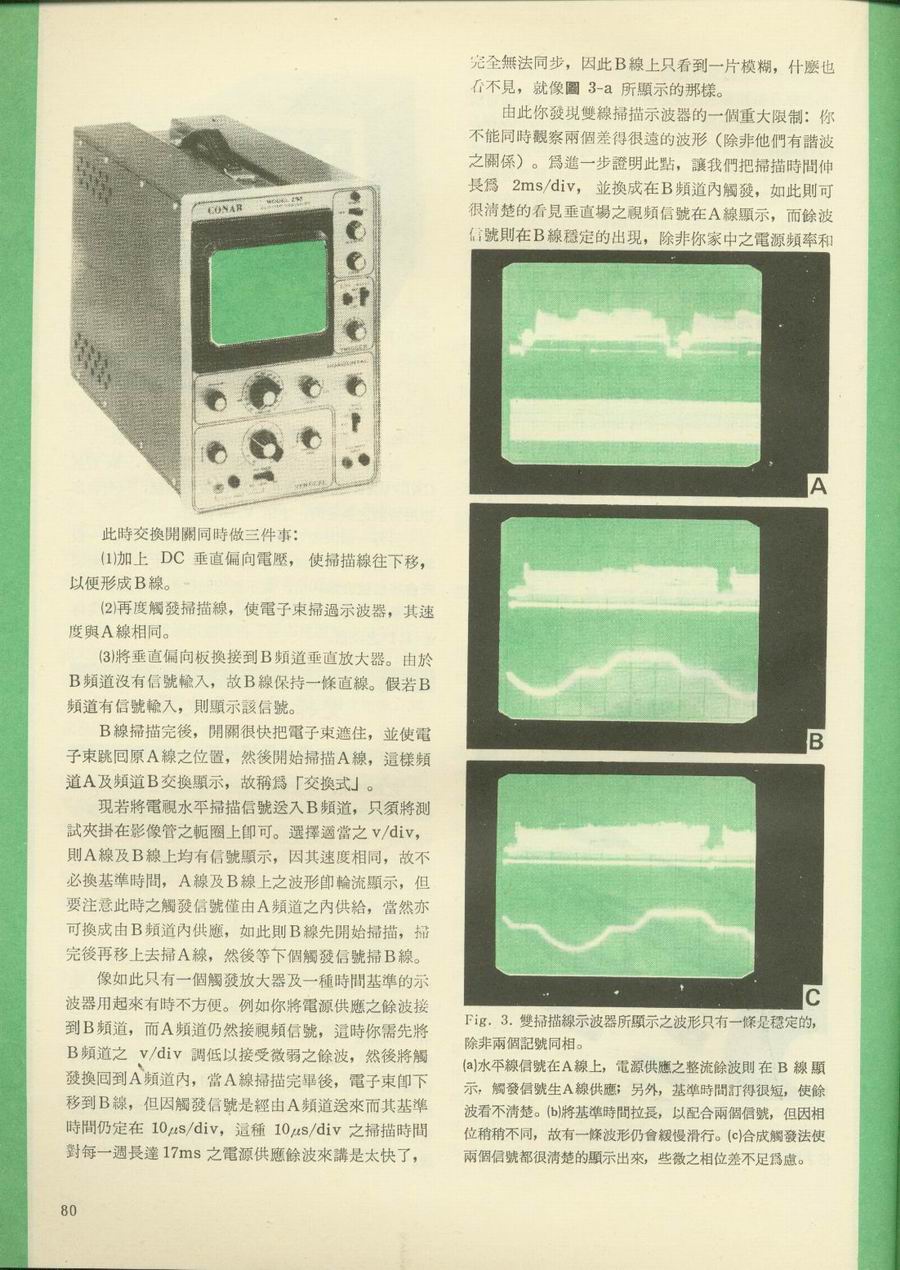 CONAR
MODEL 255
TRIGGER
HORIZONTAL
VERTICAL
此時交換開關同時做三件事：
(1)加上 DC 垂直偏向電壓，使掃描線往下移，
以便形成B線。
(2)再度觸發掃描線，使電子束掃過示波器，其速
度與A線相同。
(3)將垂直偏向板換接到B頻道垂直放大器。由於
B頻道沒有信號輸入，故B線保持一條直線。假若B
頻道有信號輸入，則顯示該信號。
B線掃描完後，開關很快把電子束遮住，並使電
子束跳回原A線之位置，然後開始掃描A線，這樣頻
道A及頻道B交換顯示，故稱爲「交換式」。
現若將電視水平掃描信號送入B頻道，只須將測
試夾掛在影像管之軛圈上卽可。選擇適當之 v/div，
則A線及B線上均有信號顯示，因其速度相同，故不
必換基準時間，A線及B線上之波形卽輪流顯示，但
要注意此時之觸發信號僅由A頻道之內供給，當然亦
可換成由B頻道內供應，如此則B線先開始掃描，掃
完後再移上去掃A線，然後等下個觸發信號掃B線。
像如此只有一個觸發放大器及一種時間基準的示
波器用起來有時不方便。例如你將電源供應之餘波接
到B頻道，而A頻道仍然接視頻信號，這時你需先將
B頻道之 v/div 調低以接受微弱之餘波，然後將觸
發換回到A頻道內，當A線掃描完畢後，電子束卽下
移到B線，但因觸發信號是經由A頻道送來而其基準
時間仍定在 10μs/div，這種 10μs/div 之掃描時間
對每一週長達17ms 之電源供應餘波來講是太快了，
完全無法同步，因此B線上只看到一片模糊，什麼也
看不見，就像圖 3-a 所顯示的那樣。
由此你發現雙線掃描示波器的一個重大限制：你
不能同時觀察兩個差得很遠的波形（除非他們有諧波
之關係）。爲進一步證明此點，讓我們把掃描時間伸
長爲 2ms/div，並換成在B頻道內觸發，如此則可
很清楚的看見垂直場之視頻信號在A線顯示，而餘波
信號則在B線穩定的出現，除非你家中之電源頻率和
A
B
C
Fig. 3. 雙掃描線示波器所顯示之波形只有一條是穩定的，
除非兩個記號同相。
(a)水平線信號在A線上，電源供應之整流餘波則在 B 線顯
示，觸發信號生A線供應；另外，基準時間訂得很短，使餘
波看不清楚。(b)將基準時間拉長，以配合兩個信號，但因相
位稍稍不同，故有一條波形仍會緩慢滑行。(c)合成觸發法使
兩個信號都很清楚的顯示出來，些微之相位差不足爲慮。
80